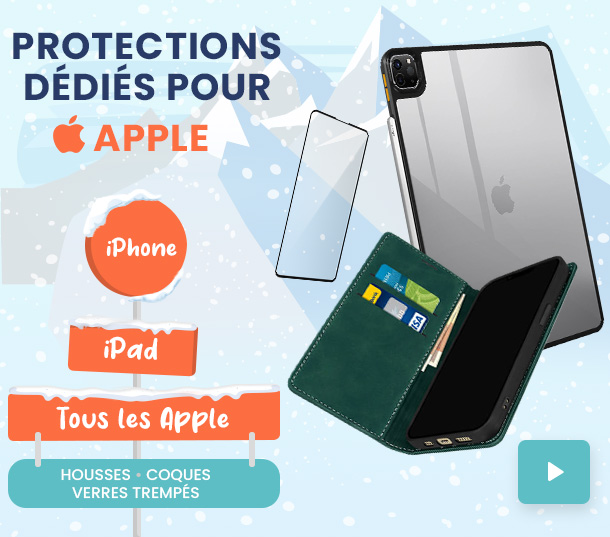 PROTECTIONS
DÉDIÉS POUR
APPLE
iPhone
iPad
Tous les Apple
HOUSSES • COQUES
VERRES TREMPÉS